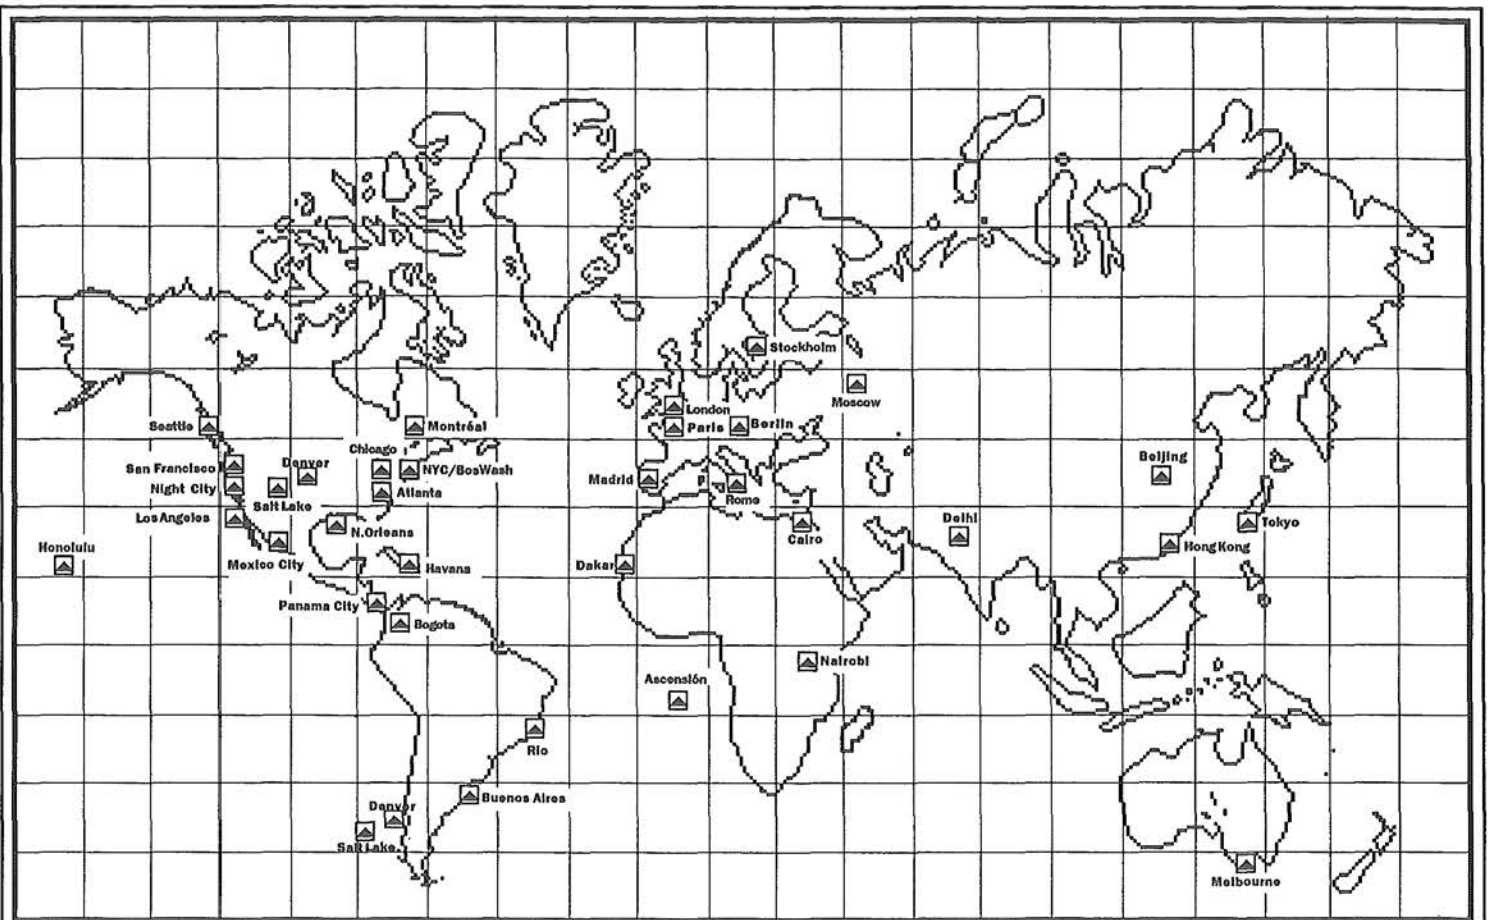 Stockholm
Moscow
London
Seattle
Montréal
Paris
Berlin
Chicago
San Francisco
Denver
NYC/BosWash
Beijing
Madrid
Night City
Atlanta
Rome
Salt Lake
Los Angeles
Delhi
Tokyo
N.Orleans
Cairo
Honolulu
HongKong
Mexico City
Havana
Dakar
Panama City
Bogota
Nairobi
Ascensión
Rio
Buenos Aires
Denver
Salt Lake
Melbourne